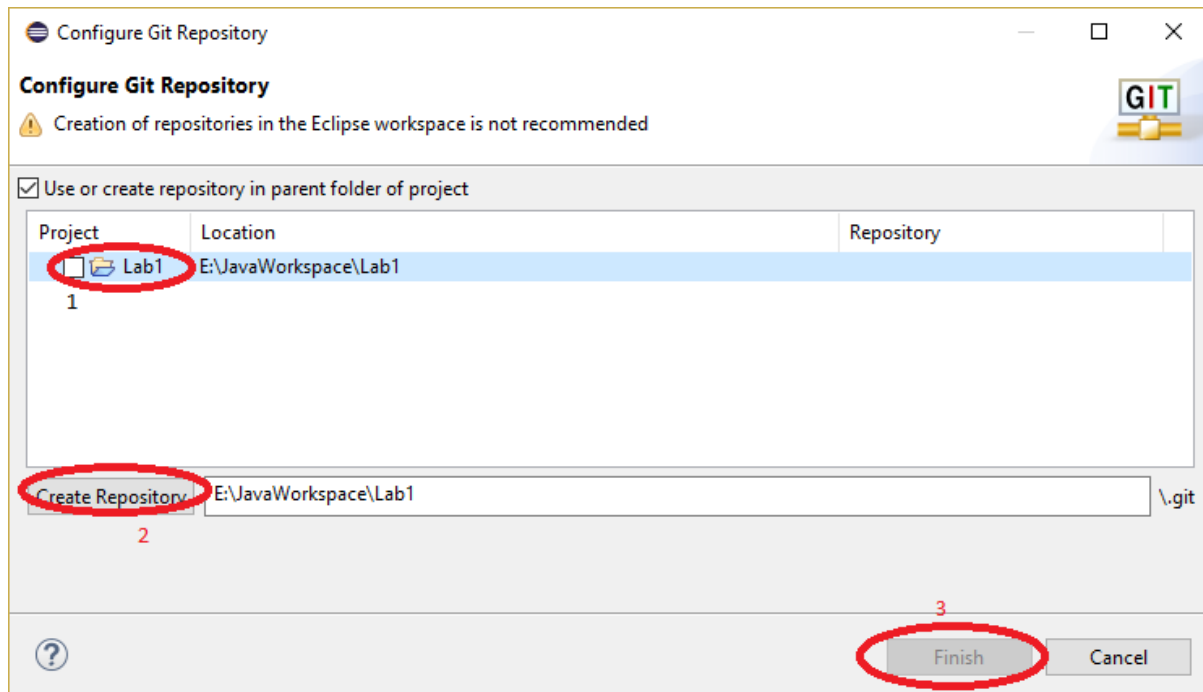 Configure Git Repository
Configure Git Repository
GIT
Creation of repositories in the Eclipse workspace is not recommended
Use or create repository in parent folder of project
Project Location Repository
Lab1 E:\JavaWorkspace\Lab1
1
Create Repository E:\JavaWorkspace\Lab1 \.git
2
3
? Finish Cancel